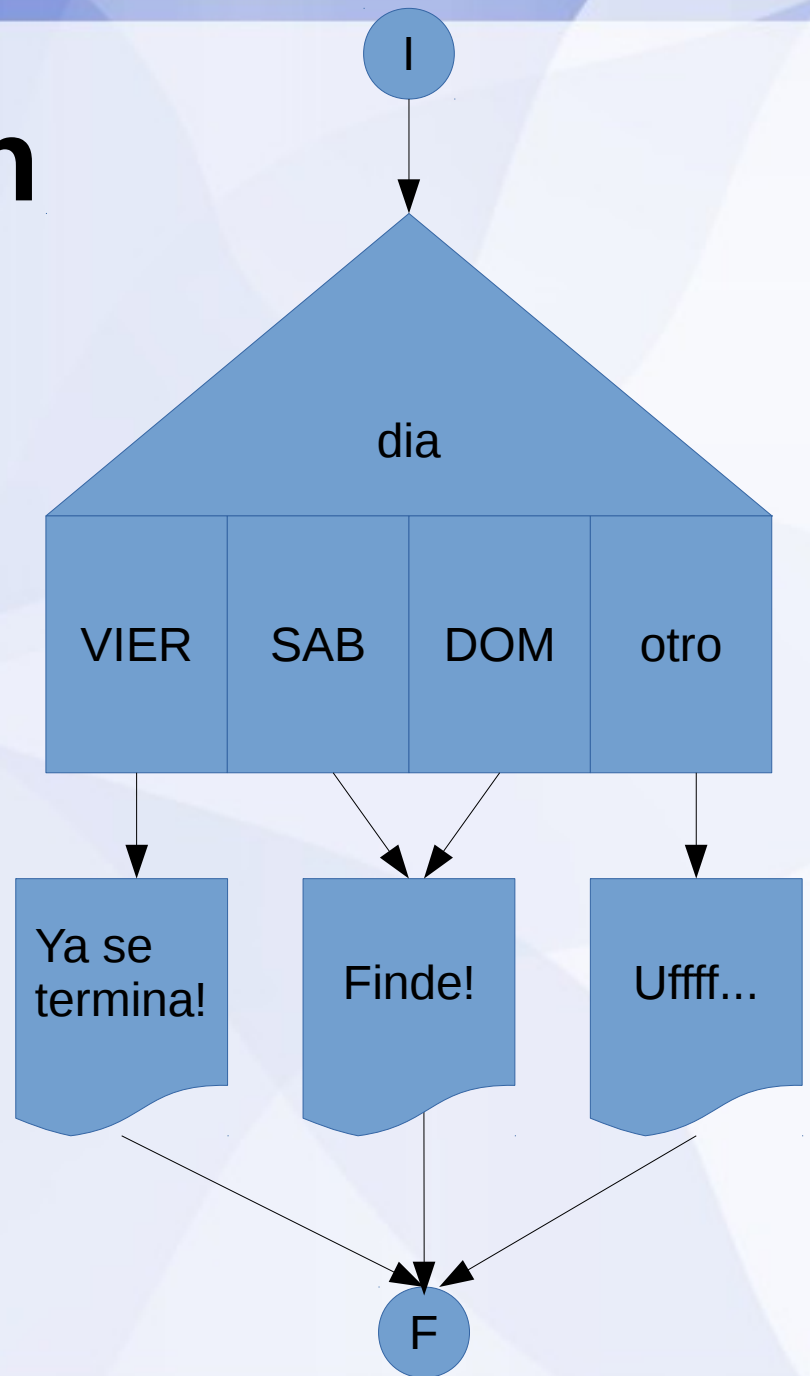 I
n
dia
VIER SAB DOM otro
Ya se
termina!
Finde!
Uffff...
F